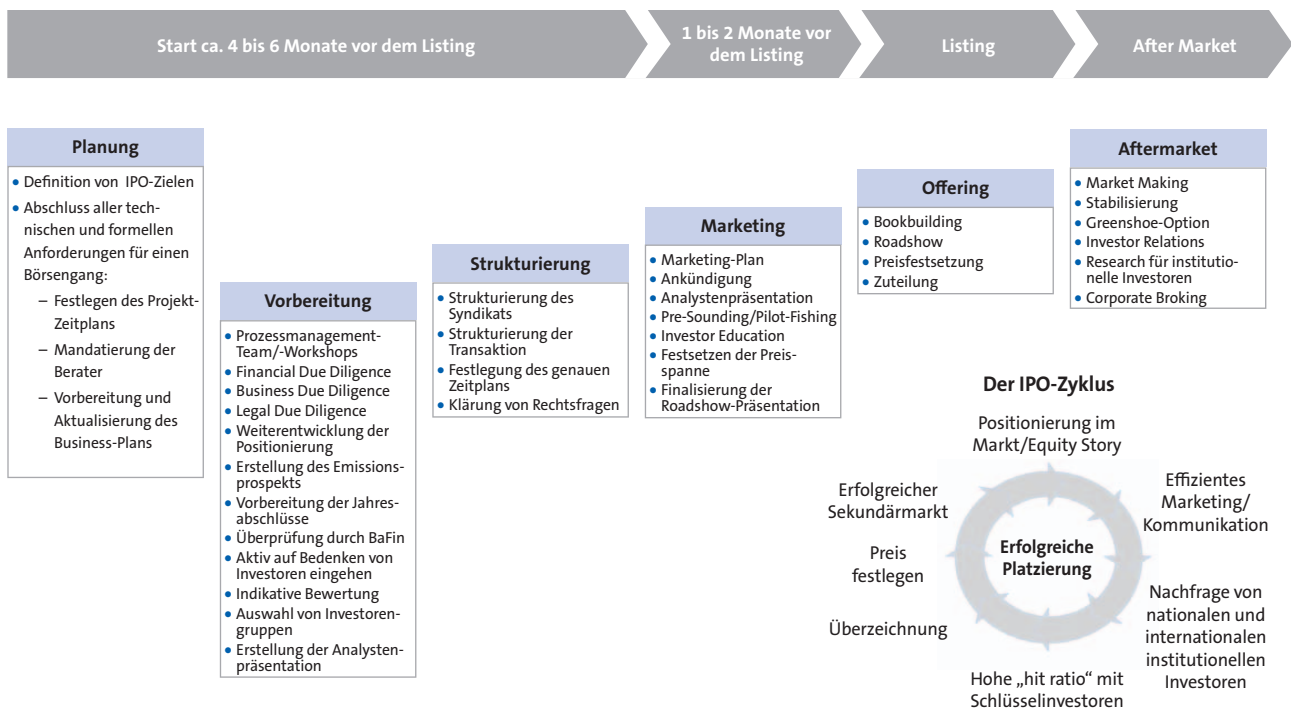 Start ca. 4 bis 6 Monate vor dem Listing
1 bis 2 Monate vor
dem Listing
Listing
After Market
Planung
• Definition von IPO-Zielen
• Abschluss aller tech-
nischen und formellen
Anforderungen für einen
Börsengang:
– Festlegen des Projekt-
Zeitplans
– Mandatierung der
Berater
– Vorbereitung und
Aktualisierung des
Business-Plans
Vorbereitung
• Prozessmanagement-
Team/-Workshops
• Financial Due Diligence
• Business Due Diligence
• Legal Due Diligence
• Weiterentwicklung der
Positionierung
• Erstellung des Emissions-
prospekts
• Vorbereitung der Jahres-
abschlüsse
• Überprüfung durch BaFin
• Aktiv auf Bedenken von
Investoren eingehen
• Indikative Bewertung
• Auswahl von Investoren-
gruppen
• Erstellung der Analysten-
präsentation
Strukturierung
• Strukturierung des
Syndikats
• Strukturierung der
Transaktion
• Festlegung des genauen
Zeitplans
• Klärung von Rechtsfragen
Marketing
• Marketing-Plan
• Ankündigung
• Analystenpräsentation
• Pre-Sounding/Pilot-Fishing
• Investor Education
• Festsetzen der Preis-
spanne
• Finalisierung der
Roadshow-Präsentation
Offering
• Bookbuilding
• Roadshow
• Preisfestsetzung
• Zuteilung
Aftermarket
• Market Making
• Stabilisierung
• Greenshoe-Option
• Investor Relations
• Research für institutio-
nelle Investoren
• Corporate Broking
Der IPO-Zyklus
Positionierung im
Markt/Equity Story
Effizientes
Marketing/
Kommunikation
Nachfrage von
nationalen und
internationalen
institutionellen
Investoren
Hohe „hit ratio“ mit
Schlüsselinvestoren
Überzeichnung
Preis
festlegen
Erfolgreicher
Sekundärmarkt
Erfolgreiche
Platzierung